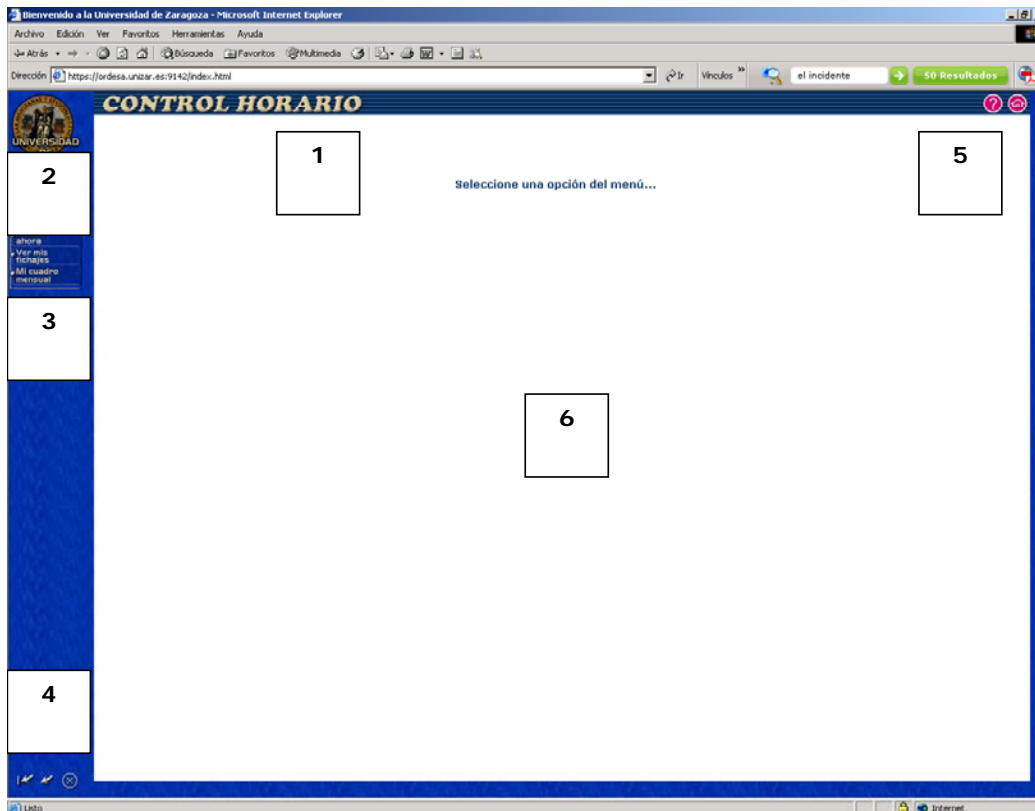 Bienvenido a la Universidad de Zaragoza - Microsoft Internet Explorer
Archivo Edición Ver Favoritos Herramientas Ayuda
Atrás Búsqueda Favoritos Multimedia
Dirección https://ordesa.unizar.es:9142/index.html Ir Vínculos » el incidente 50 Resultados
CONTROL HORARIO ?
UNIVERSIDAD
1
5
2
Seleccione una opción del menú...
ahora
Ver mis
fichajes
Mi cuadro
mensual
3
6
4
Listo Internet